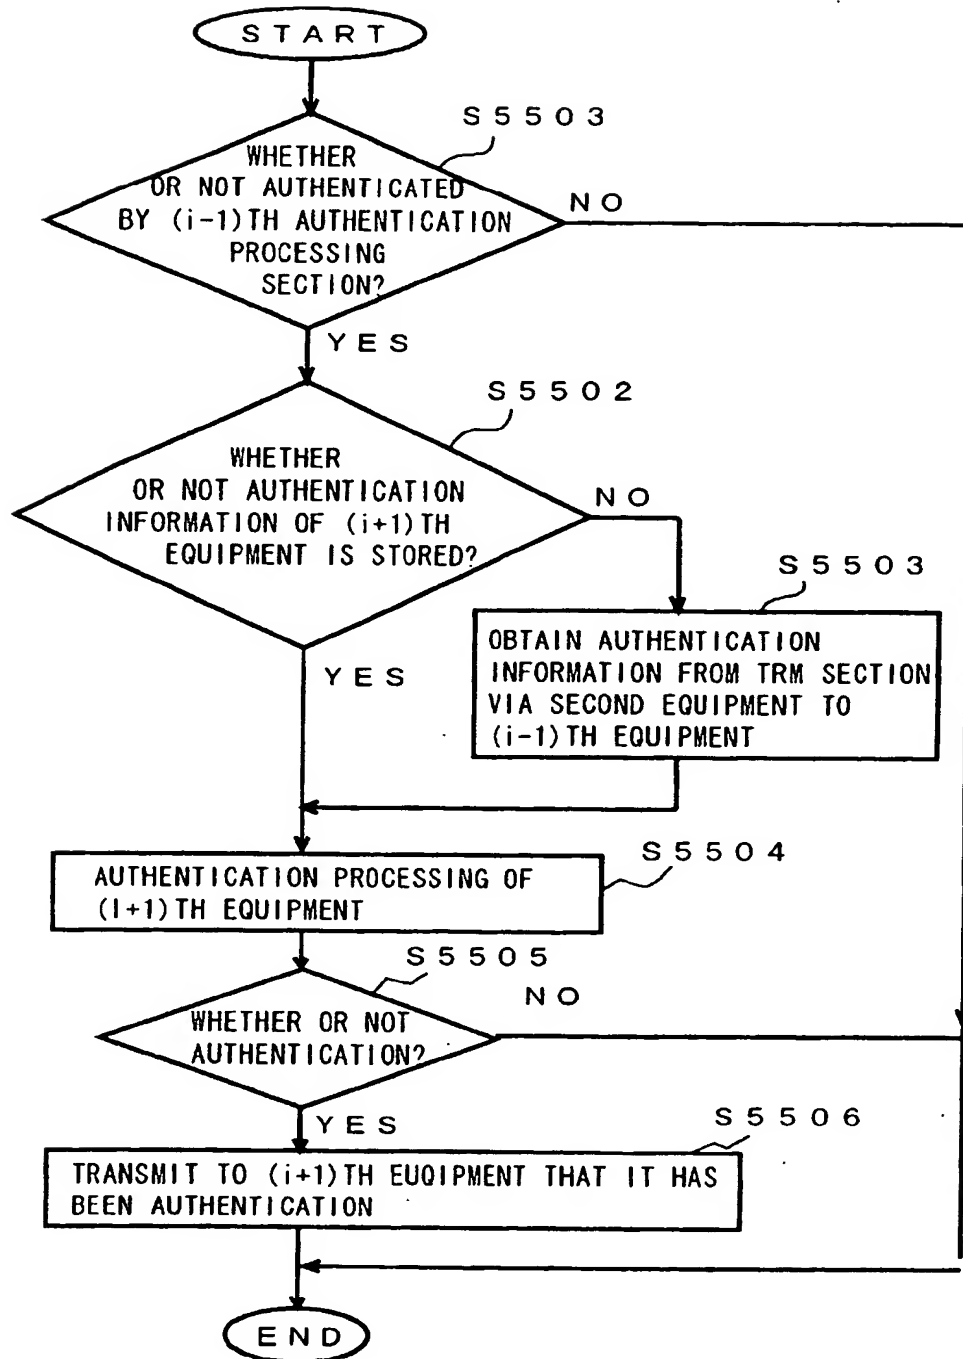 START
S5503
WHETHER
OR NOT AUTHENTICATED
BY (i-1)TH AUTHENTICATION
PROCESSING
SECTION?
NO
YES
S5502
WHETHER
OR NOT AUTHENTICATION
INFORMATION OF (i+1)TH
EQUIPMENT IS STORED?
NO
S5503
OBTAIN AUTHENTICATION
INFORMATION FROM TRM SECTION
VIA SECOND EQUIPMENT TO
(i-1)TH EQUIPMENT
YES
S5504
AUTHENTICATION PROCESSING OF
(I+1)TH EQUIPMENT
S5505
NO
WHETHER OR NOT
AUTHENTICATION?
YES
S5506
TRANSMIT TO (i+1)TH EUQIPMENT THAT IT HAS
BEEN AUTHENTICATION
END